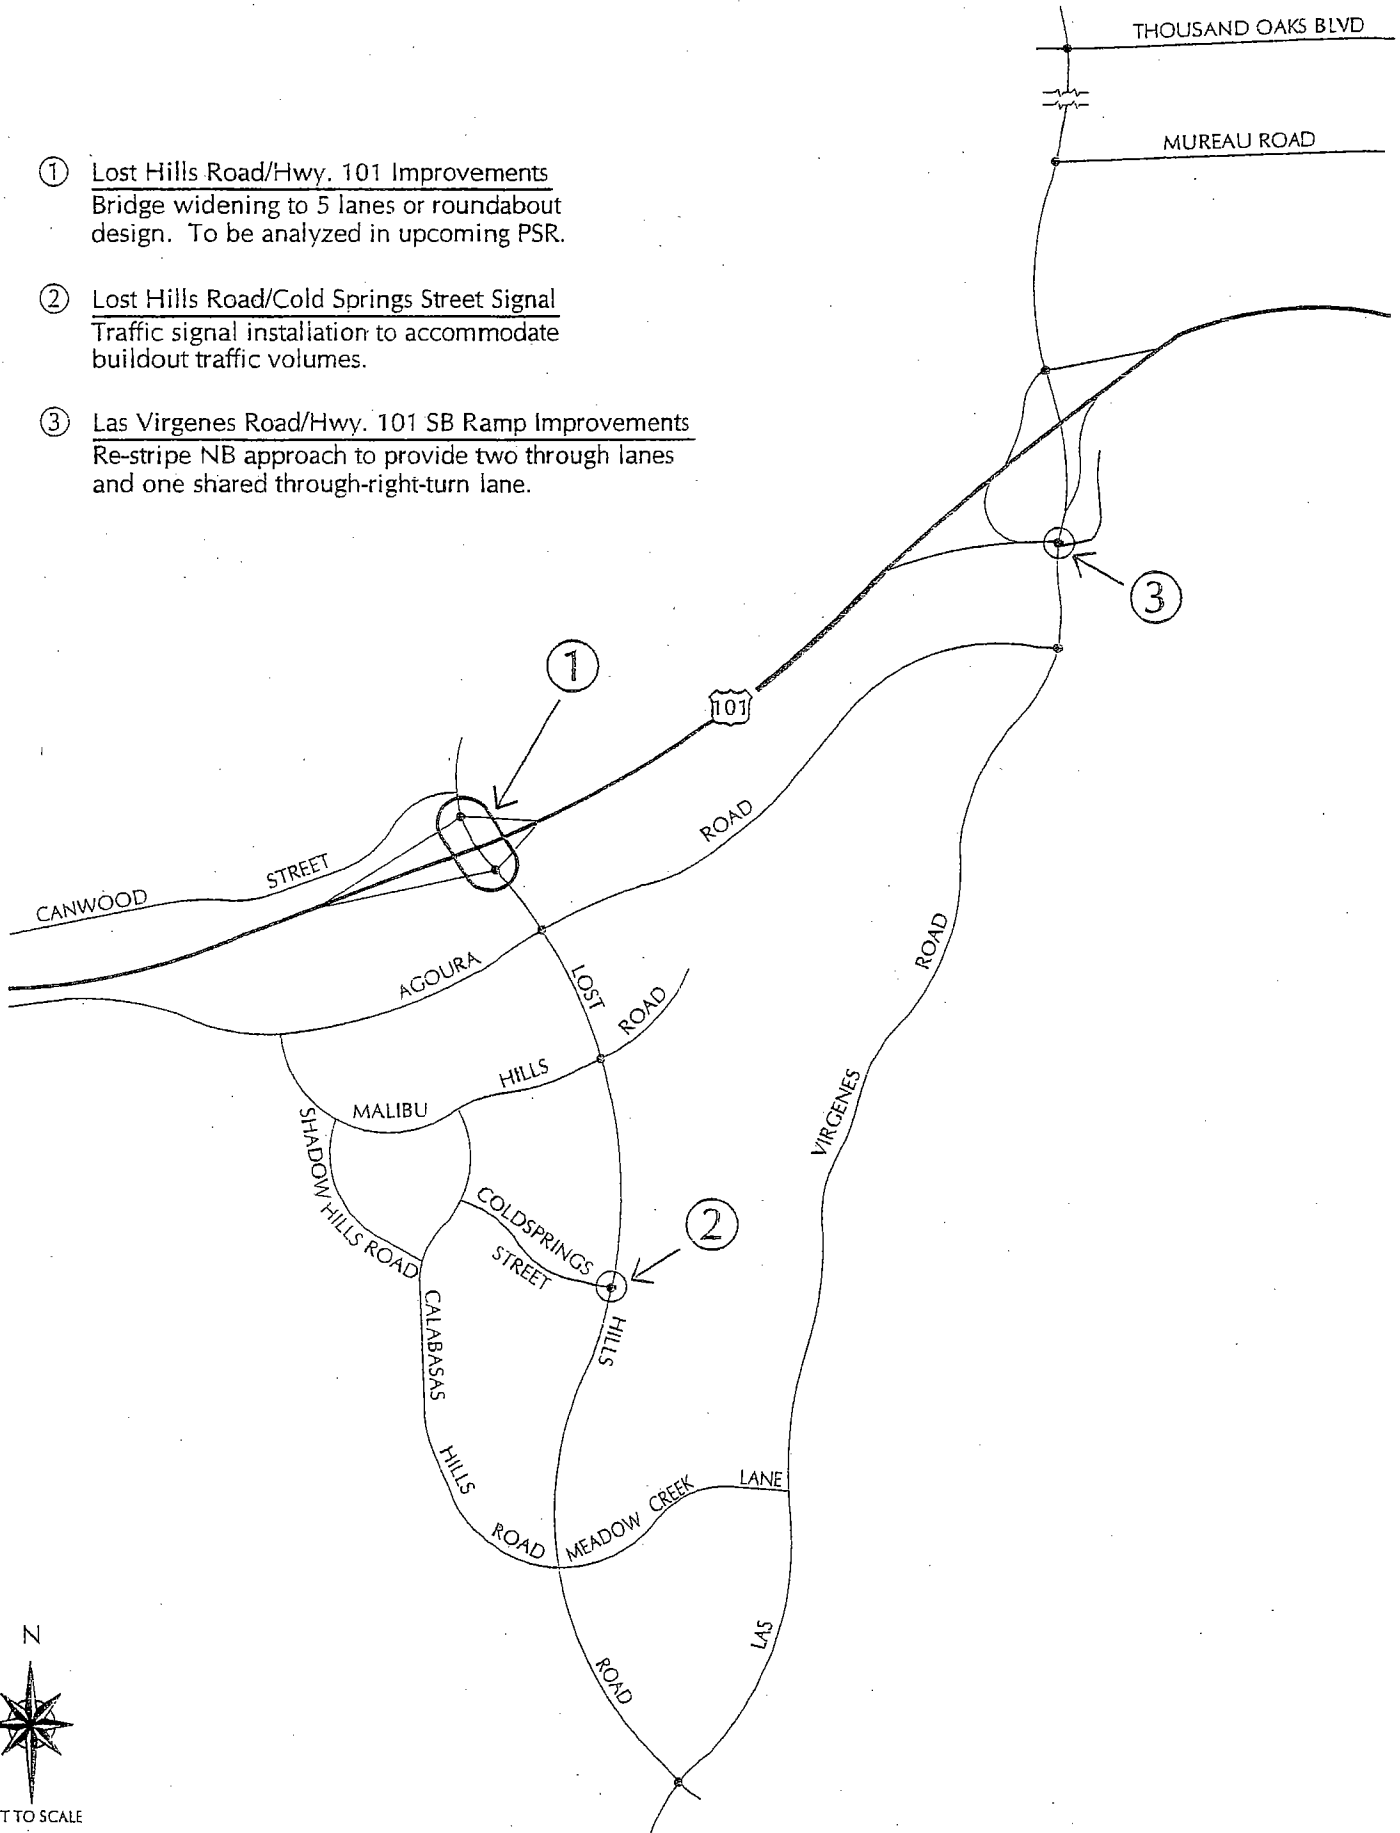 THOUSAND OAKS BLVD
MUREAU ROAD
① Lost Hills Road/Hwy. 101 Improvements
Bridge widening to 5 lanes or roundabout
design. To be analyzed in upcoming PSR.
② Lost Hills Road/Cold Springs Street Signal
Traffic signal installation to accommodate
buildout traffic volumes.
③ Las Virgenes Road/Hwy. 101 SB Ramp Improvements
Re-stripe NB approach to provide two through lanes
and one shared through-right-turn lane.
3
1
101
CANWOOD STREET
AGOURA ROAD
LOST HILLS ROAD
MALIBU HILLS ROAD
SHADOW HILLS ROAD
COLDSPRINGS
STREET
2
CALABASAS HILLS ROAD
MEADOW CREEK LANE
LAS VIRGENES ROAD
N
T TO SCALE